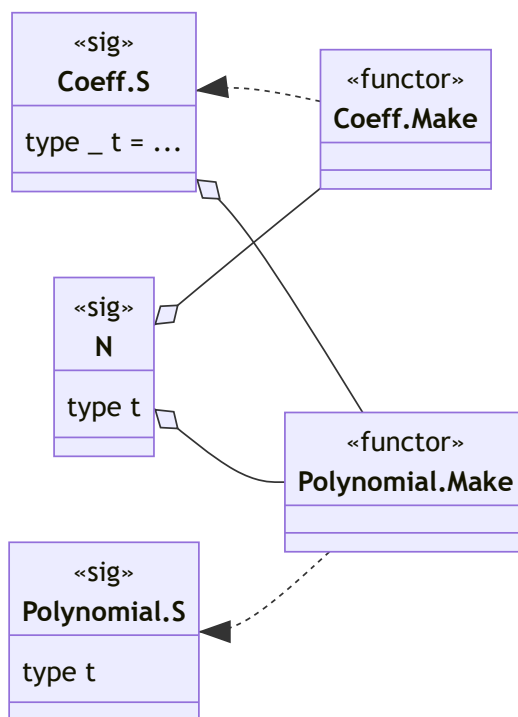 «sig»
Coeff.S
type _ t = ...
«functor»
Coeff.Make
«sig»
N
type t
«functor»
Polynomial.Make
«sig»
Polynomial.S
type t